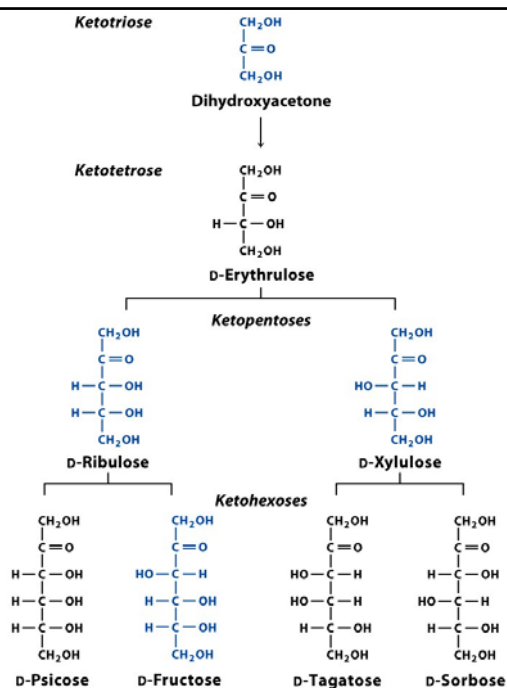 Ketotriose
CH₂OH
C=O
CH₂OH
Dihydroxyacetone
Ketotetrose
CH₂OH
C=O
H—C—OH
CH₂OH
D-Erythrulose
Ketopentoses
CH₂OH
C=O
H—C—OH
H—C—OH
CH₂OH
D-Ribulose
CH₂OH
C=O
HO—C—H
H—C—OH
CH₂OH
D-Xylulose
Ketohexoses
CH₂OH
C=O
H—C—OH
H—C—OH
H—C—OH
CH₂OH
D-Psicose
CH₂OH
C=O
HO—C—H
H—C—OH
H—C—OH
CH₂OH
D-Fructose
CH₂OH
C=O
HO—C—H
HO—C—H
H—C—OH
CH₂OH
D-Tagatose
CH₂OH
C=O
H—C—OH
HO—C—H
H—C—OH
CH₂OH
D-Sorbose